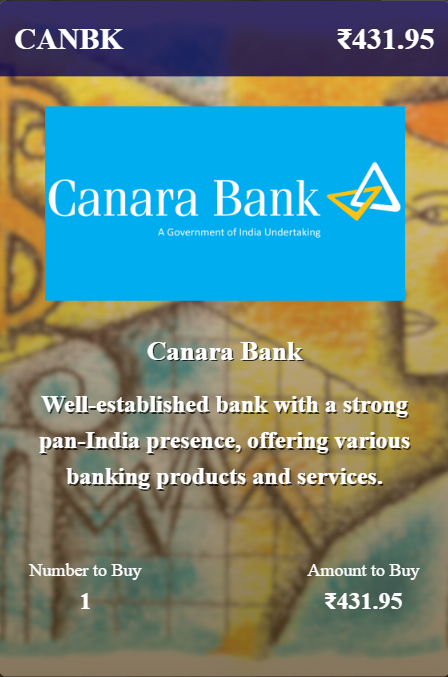 CANBK ₹431.95
Canara Bank
A Government of India Undertaking
Canara Bank
Well-established bank with a strong
pan-India presence, offering various
banking products and services.
Number to Buy Amount to Buy
1 ₹431.95